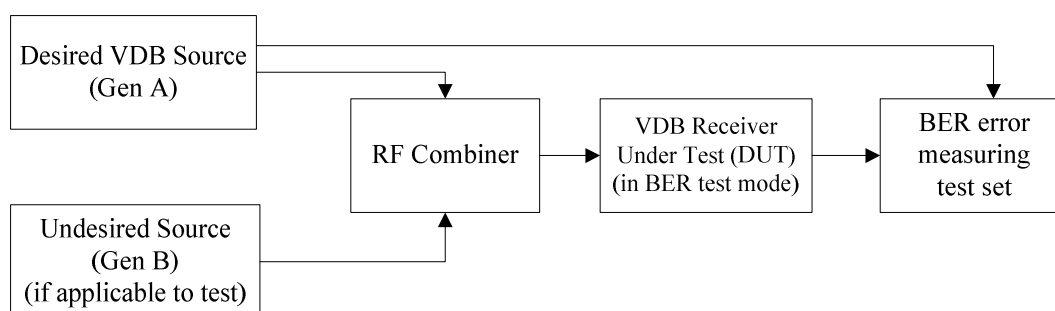 Desired VDB Source
(Gen A)
RF Combiner
VDB Receiver
Under Test (DUT)
(in BER test mode)
BER error
measuring
test set
Undesired Source
(Gen B)
(if applicable to test)